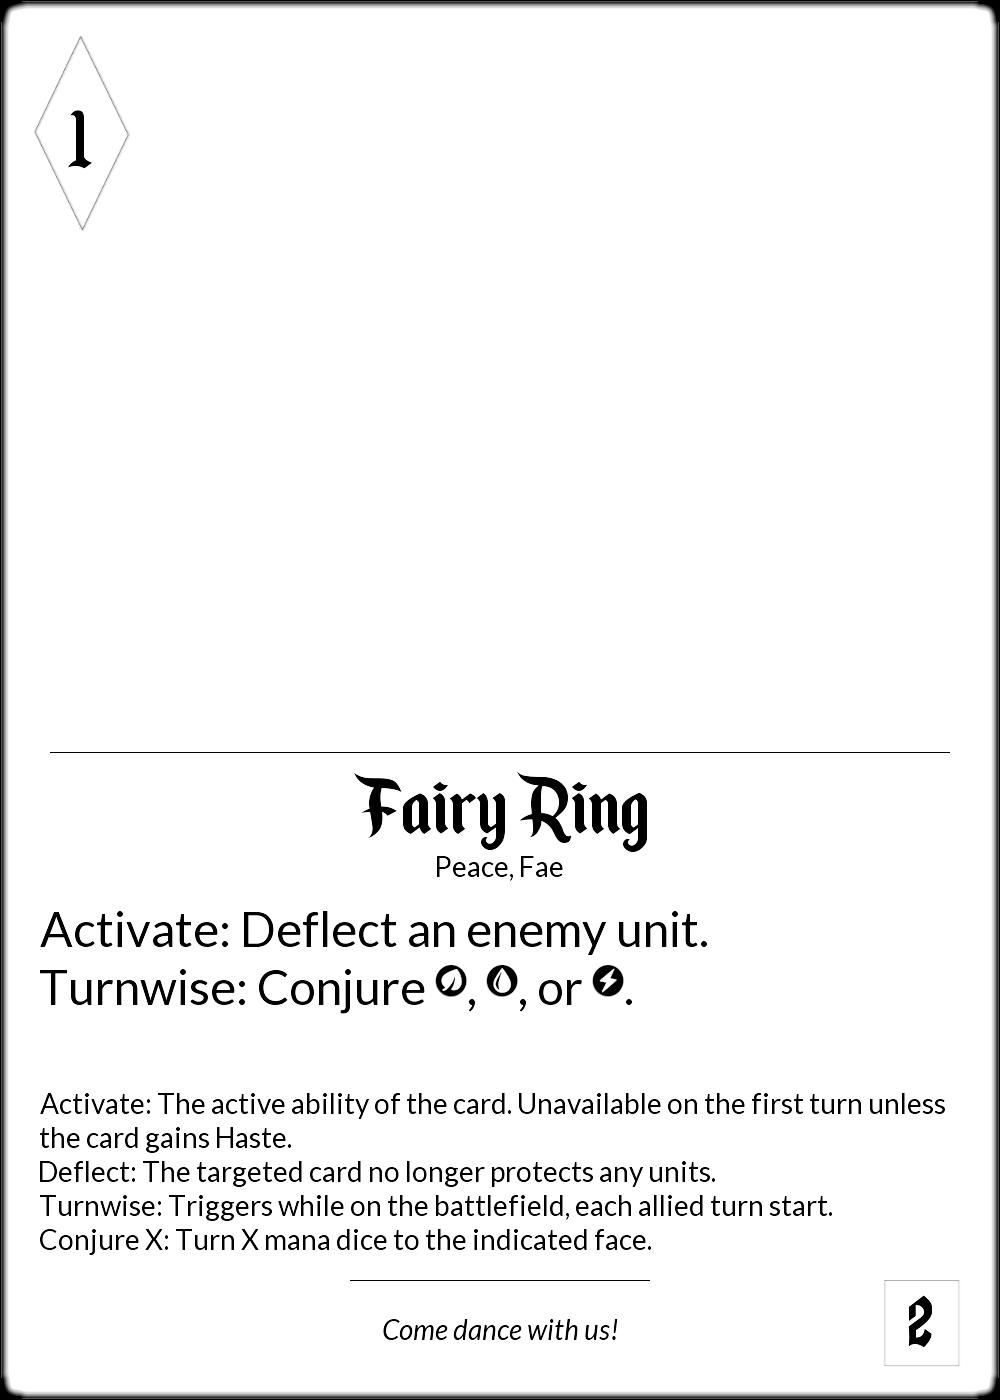 1
Fairy Ring
Peace, Fae
Activate: Deflect an enemy unit.
Turnwise: Conjure , , or .
Activate: The active ability of the card. Unavailable on the first turn unless
the card gains Haste.
Deflect: The targeted card no longer protects any units.
Turnwise: Triggers while on the battlefield, each allied turn start.
Conjure X: Turn X mana dice to the indicated face.
Come dance with us!
2